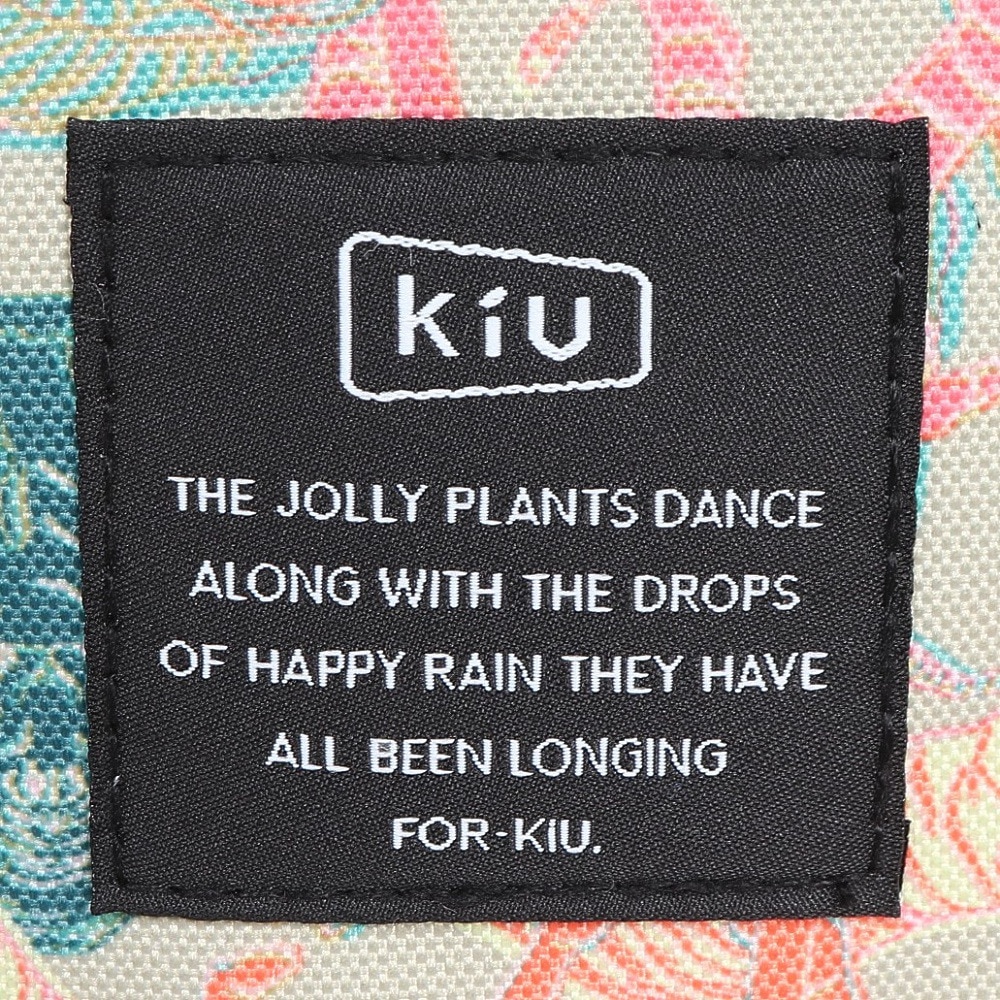 KiU
THE JOLLY PLANTS DANCE
ALONG WITH THE DROPS
OF HAPPY RAIN THEY HAVE
ALL BEEN LONGING
FOR-KiU.